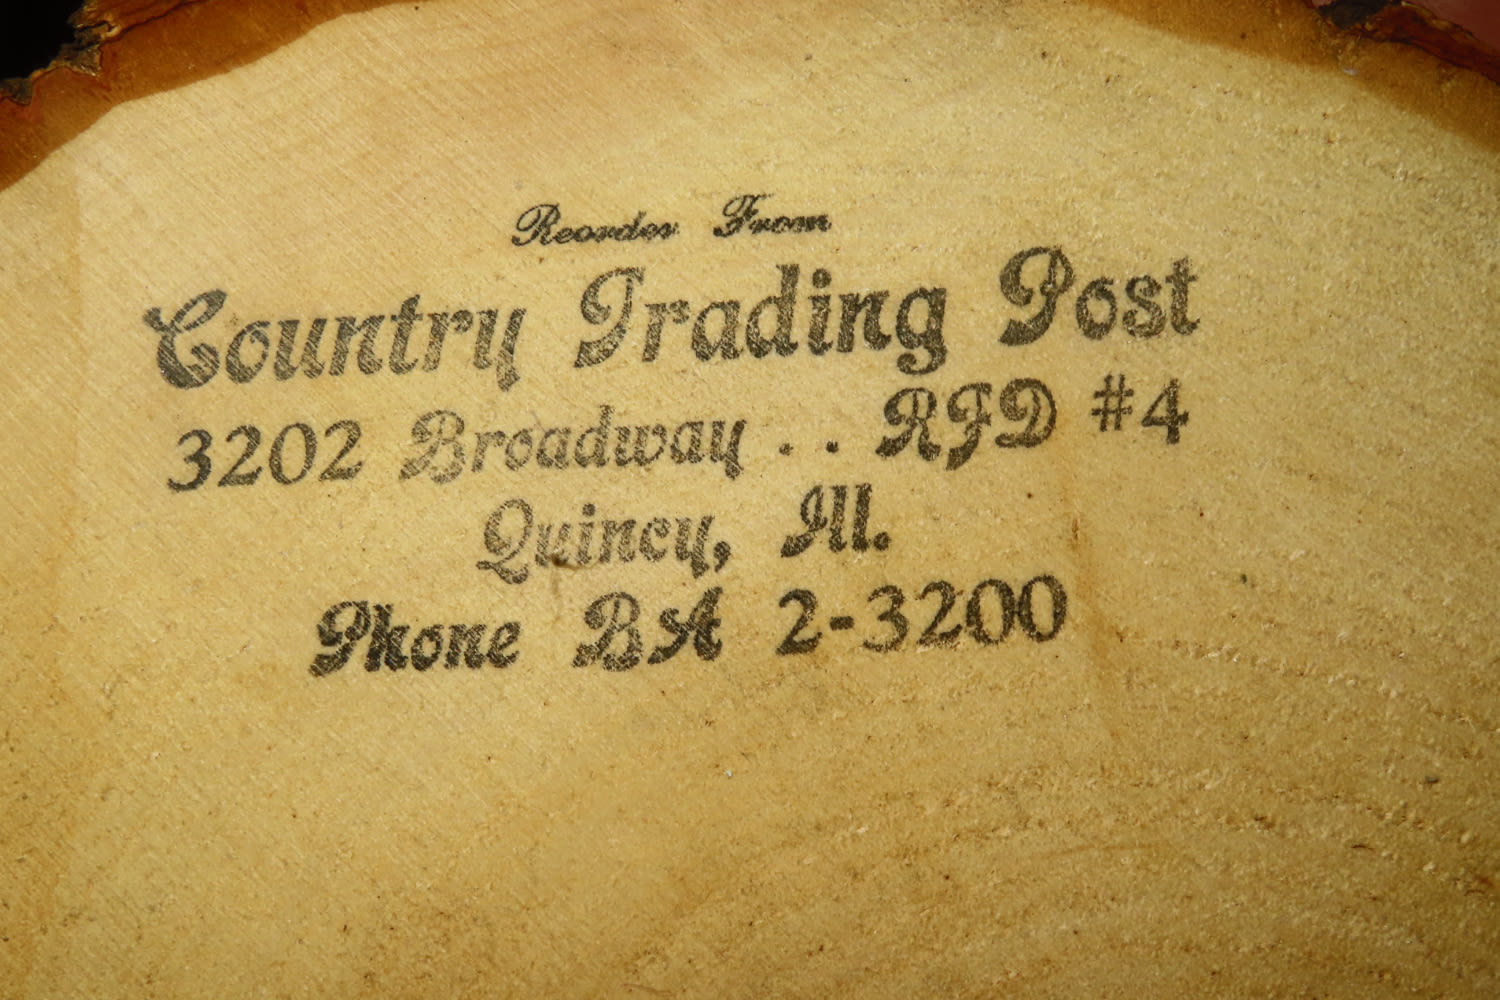 Reorder From
Country Trading Post
3202 Broadway . . RFD #4
Quincy, Ill.
Phone BA 2-3200